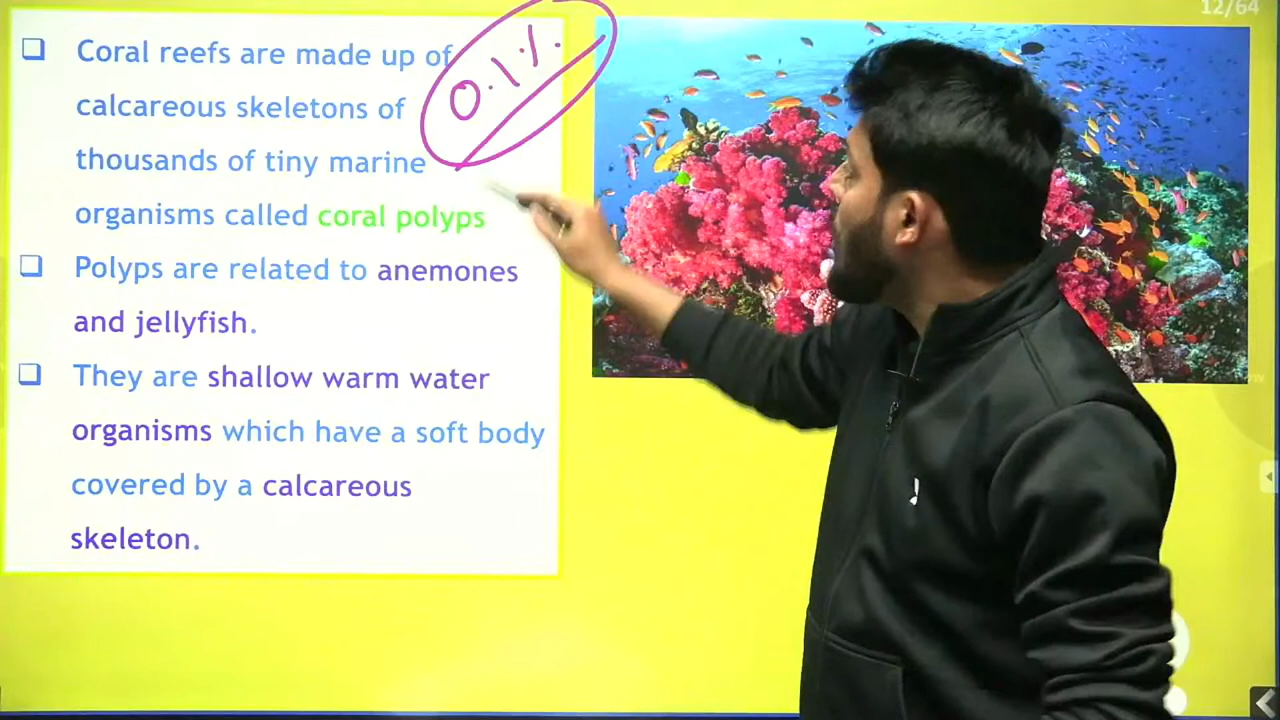 12/64
❑ Coral reefs are made up of
0.1%.
calcareous skeletons of
thousands of tiny marine
organisms called coral polyps
❑ Polyps are related to anemones
and jellyfish.
❑ They are shallow warm water
organisms which have a soft body
covered by a calcareous
skeleton.